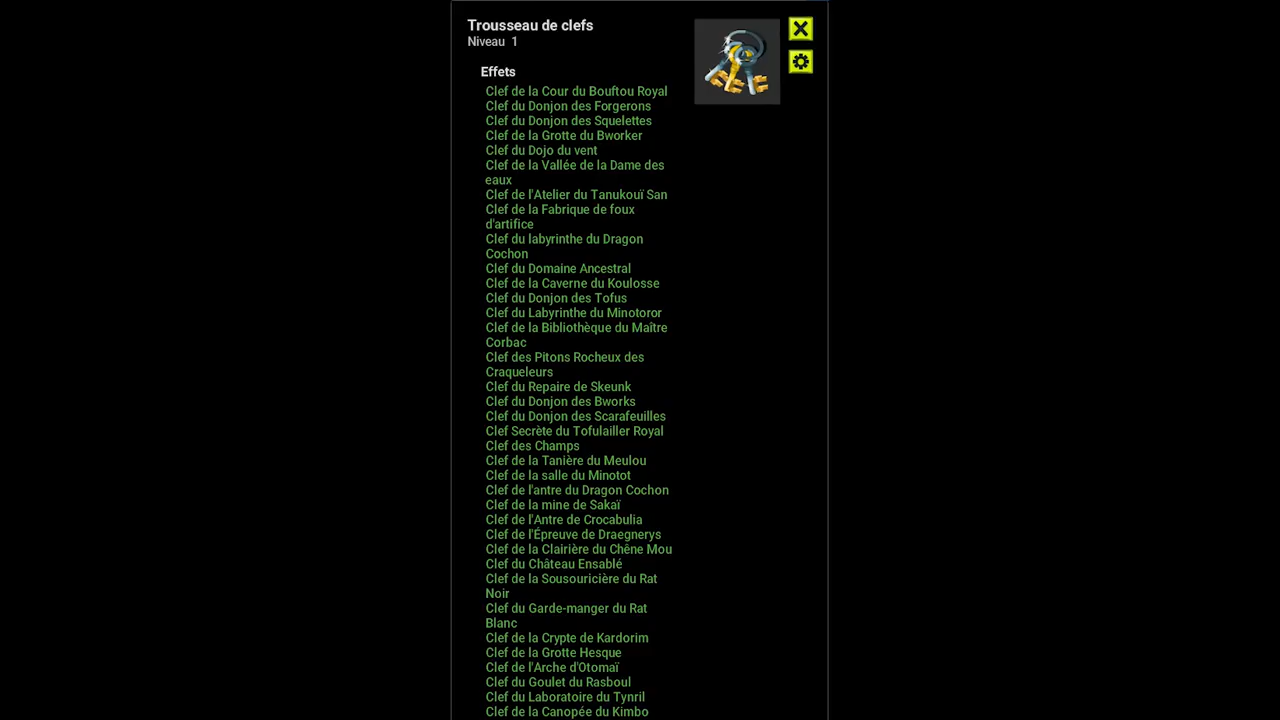 Trousseau de clefs
Niveau 1
Effets
Clef de la Cour du Bouftou Royal
Clef du Donjon des Forgerons
Clef du Donjon des Squelettes
Clef de la Grotte du Bworker
Clef du Dojo du vent
Clef de la Vallée de la Dame des
eaux
Clef de l'Atelier du Tanukouï San
Clef de la Fabrique de foux
d'artifice
Clef du labyrinthe du Dragon
Cochon
Clef du Domaine Ancestral
Clef de la Caverne du Koulosse
Clef du Donjon des Tofus
Clef du Labyrinthe du Minotoror
Clef de la Bibliothèque du Maître
Corbac
Clef des Pitons Rocheux des
Craqueleurs
Clef du Repaire de Skeunk
Clef du Donjon des Bworks
Clef du Donjon des Scarafeuilles
Clef Secrète du Tofulailler Royal
Clef des Champs
Clef de la Tanière du Meulou
Clef de la salle du Minotot
Clef de l'antre du Dragon Cochon
Clef de la mine de Sakaï
Clef de l'Antre de Crocabulia
Clef de l'Épreuve de Draegnerys
Clef de la Clairière du Chêne Mou
Clef du Château Ensablé
Clef de la Sousouricière du Rat
Noir
Clef du Garde-manger du Rat
Blanc
Clef de la Crypte de Kardorim
Clef de la Grotte Hesque
Clef de l'Arche d'Otomaï
Clef du Goulet du Rasboul
Clef du Laboratoire du Tynril
Clef de la Canopée du Kimbo